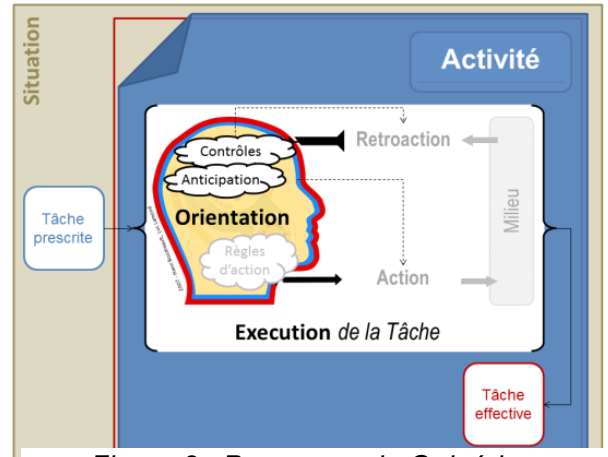 Situation
Activité
Contrôles
Retroaction
Anticipation
Tâche
prescrite
Orientation
Milieu
Règles
d'action
Action
Execution de la Tâche
Tâche
effective